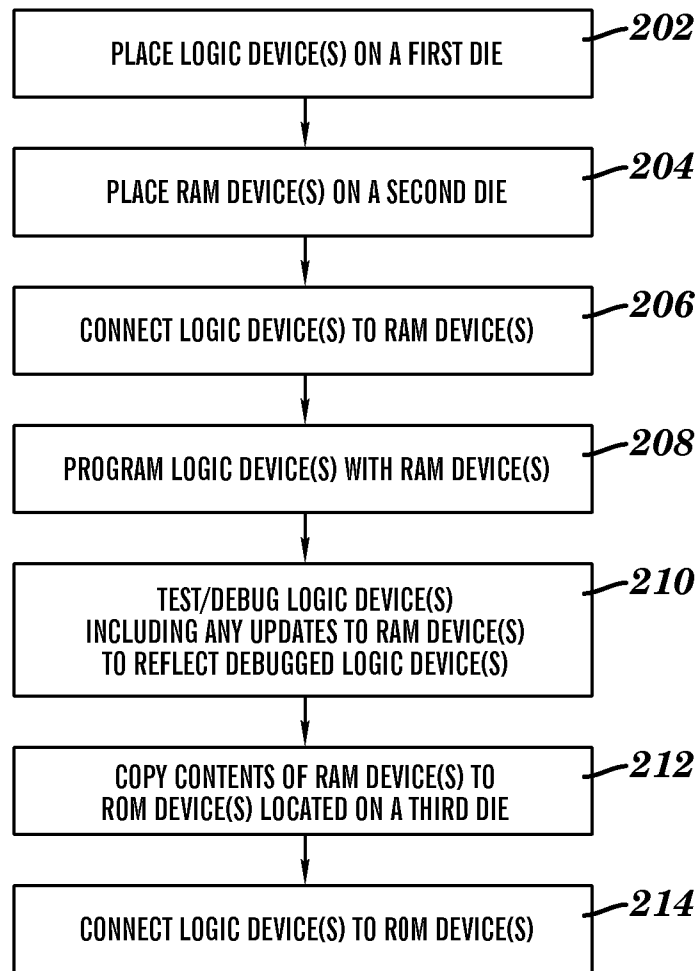 PLACE LOGIC DEVICE(S) ON A FIRST DIE
202
PLACE RAM DEVICE(S) ON A SECOND DIE
204
CONNECT LOGIC DEVICE(S) TO RAM DEVICE(S)
206
PROGRAM LOGIC DEVICE(S) WITH RAM DEVICE(S)
208
TEST/DEBUG LOGIC DEVICE(S)
INCLUDING ANY UPDATES TO RAM DEVICE(S)
TO REFLECT DEBUGGED LOGIC DEVICE(S)
210
COPY CONTENTS OF RAM DEVICE(S) TO
ROM DEVICE(S) LOCATED ON A THIRD DIE
212
CONNECT LOGIC DEVICE(S) TO ROM DEVICE(S)
214